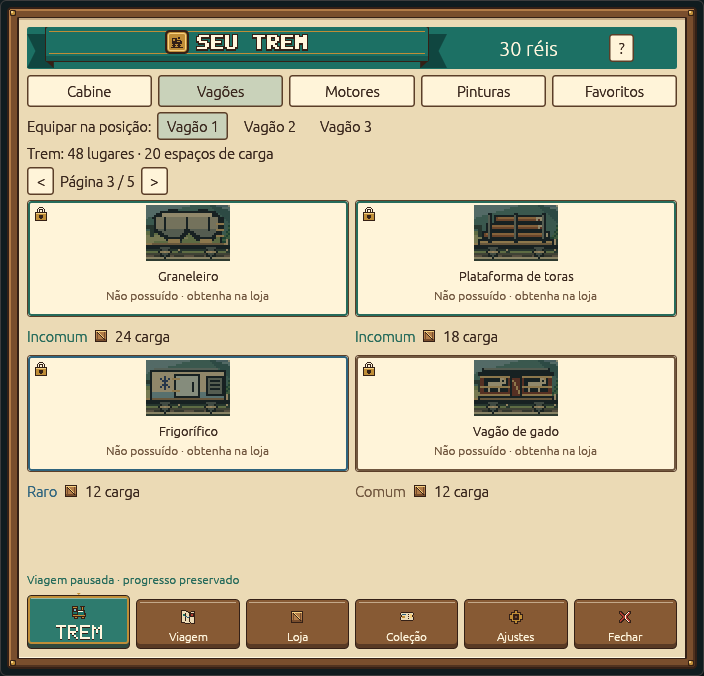 SEU TREM
30 réis
?
Cabine
Vagões
Motores
Pinturas
Favoritos
Equipar na posição: Vagão 1 Vagão 2 Vagão 3
Trem: 48 lugares · 20 espaços de carga
< Página 3 / 5 >
Graneleiro
Não possuído · obtenha na loja
Incomum 24 carga
Plataforma de toras
Não possuído · obtenha na loja
Incomum 18 carga
Frigorífico
Não possuído · obtenha na loja
Raro 12 carga
Vagão de gado
Não possuído · obtenha na loja
Comum 12 carga
Viagem pausada · progresso preservado
TREM
Viagem
Loja
Coleção
Ajustes
Fechar